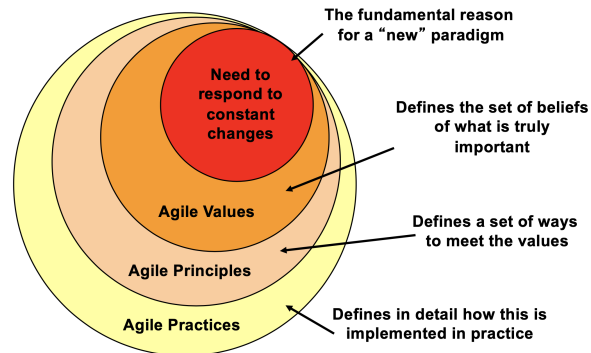 The fundamental reason
for a “new” paradigm
Need to
respond to
constant
changes
Defines the set of beliefs
of what is truly
important
Agile Values
Defines a set of ways
to meet the values
Agile Principles
Defines in detail how this is
implemented in practice
Agile Practices